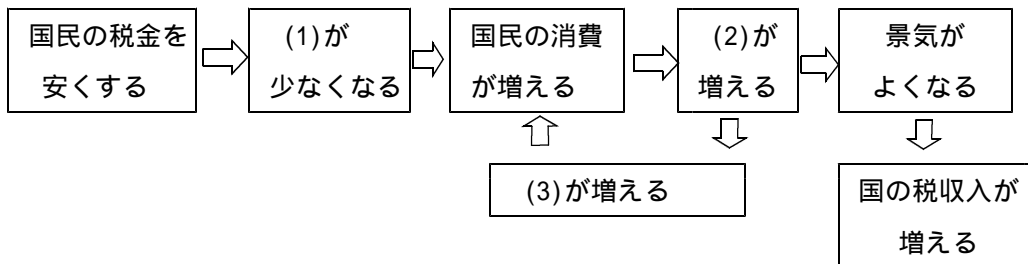 国民の税金を
安くする
(1)が
少なくなる
国民の消費
が増える
(2)が
増える
景気が
よくなる
(3)が増える
国の税収入が
増える